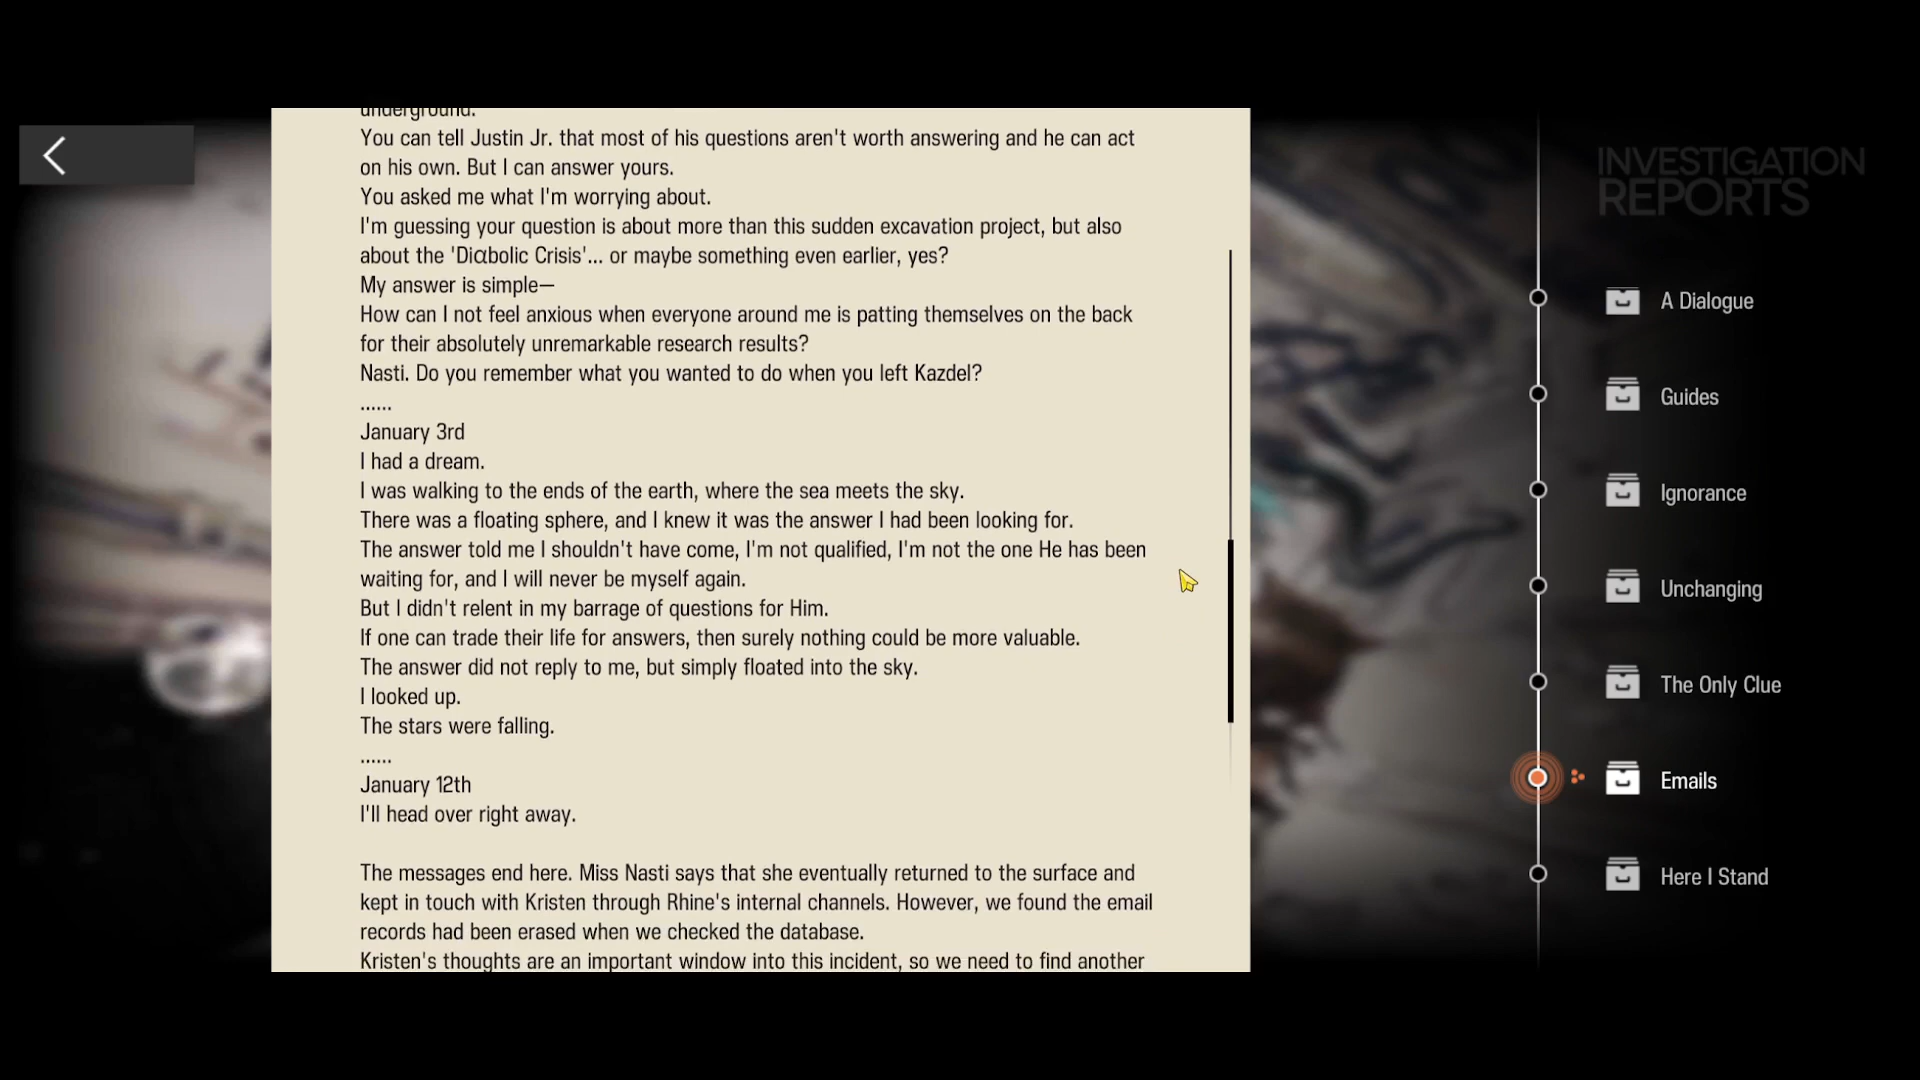 underground.
You can tell Justin Jr. that most of his questions aren't worth answering and he can act
on his own. But I can answer yours.
You asked me what I'm worrying about.
I'm guessing your question is about more than this sudden excavation project, but also
about the 'Diɑbolic Crisis'... or maybe something even earlier, yes?
My answer is simple—
How can I not feel anxious when everyone around me is patting themselves on the back
for their absolutely unremarkable research results?
Nasti. Do you remember what you wanted to do when you left Kazdel?
......
January 3rd
I had a dream.
I was walking to the ends of the earth, where the sea meets the sky.
There was a floating sphere, and I knew it was the answer I had been looking for.
The answer told me I shouldn't have come, I'm not qualified, I'm not the one He has been
waiting for, and I will never be myself again.
But I didn't relent in my barrage of questions for Him.
If one can trade their life for answers, then surely nothing could be more valuable.
The answer did not reply to me, but simply floated into the sky.
I looked up.
The stars were falling.
......
January 12th
I'll head over right away.
The messages end here. Miss Nasti says that she eventually returned to the surface and
kept in touch with Kristen through Rhine's internal channels. However, we found the email
records had been erased when we checked the database.
Kristen's thoughts are an important window into this incident, so we need to find another
INVESTIGATION
REPORTS
A Dialogue
Guides
Ignorance
Unchanging
The Only Clue
Emails
Here I Stand